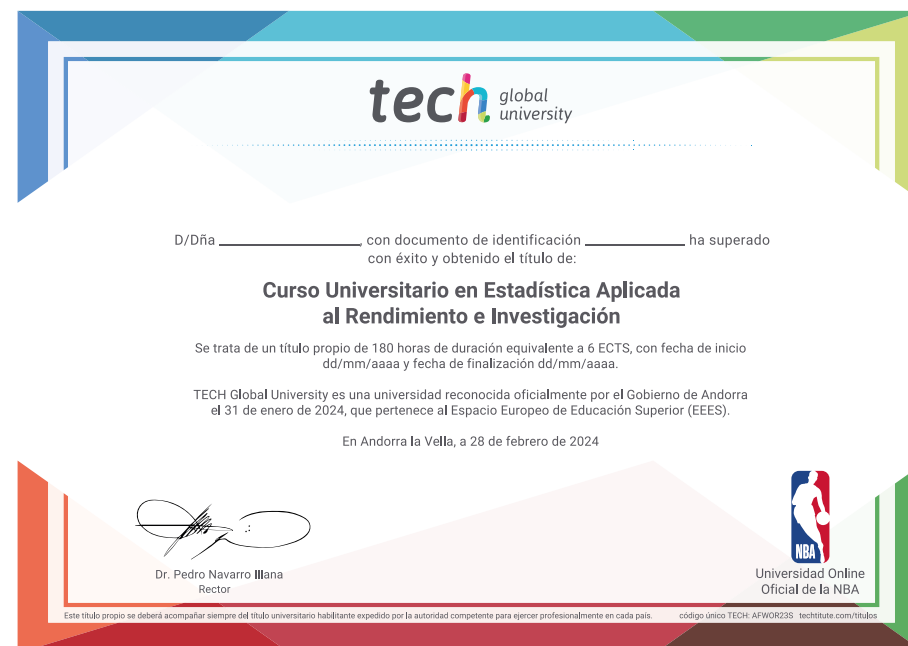 tech global university
D/Dña ____________, con documento de identificación ____________ ha superado
con éxito y obtenido el título de:
Curso Universitario en Estadística Aplicada
al Rendimiento e Investigación
Se trata de un título propio de 180 horas de duración equivalente a 6 ECTS, con fecha de inicio
dd/mm/aaaa y fecha de finalización dd/mm/aaaa.
TECH Global University es una universidad reconocida oficialmente por el Gobierno de Andorra
el 31 de enero de 2024, que pertenece al Espacio Europeo de Educación Superior (EEES).
En Andorra la Vella, a 28 de febrero de 2024
NBA
Dr. Pedro Navarro Illana
Rector
Universidad Online
Oficial de la NBA
Este título propio se deberá acompañar siempre del título universitario habilitante expedido por la autoridad competente para ejercer profesionalmente en cada país. código único TECH: AFWOR23S techtitute.com/titulos